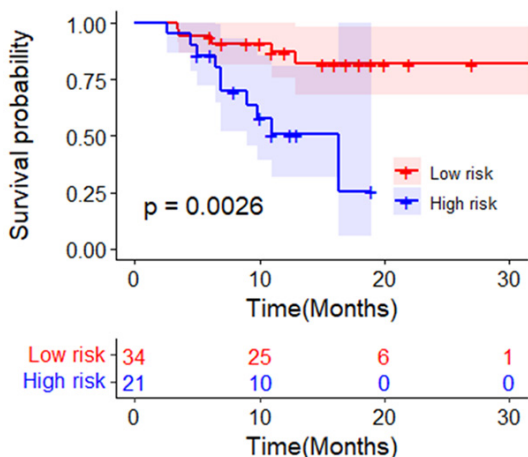 Survival probability
1.00
0.75
0.50
0.25
0.00
p = 0.0026
Low risk
High risk
0 10 20 30
Time(Months)
Low risk 34 25 6 1
High risk 21 10 0 0
0 10 20 30
Time(Months)